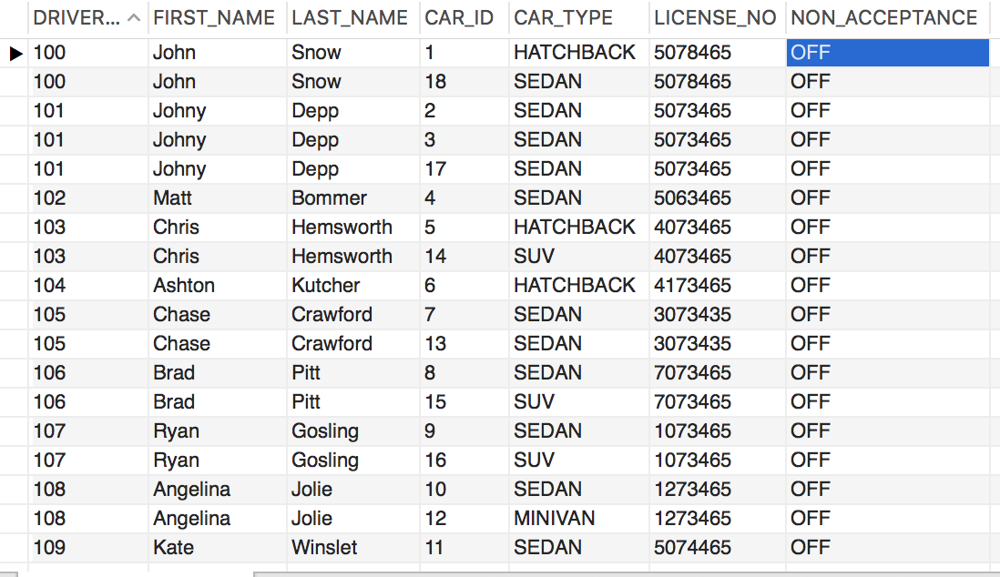 DRIVER... FIRST_NAME LAST_NAME CAR_ID CAR_TYPE LICENSE_NO NON_ACCEPTANCE
100 John Snow 1 HATCHBACK 5078465 OFF
100 John Snow 18 SEDAN 5078465 OFF
101 Johny Depp 2 SEDAN 5073465 OFF
101 Johny Depp 3 SEDAN 5073465 OFF
101 Johny Depp 17 SEDAN 5073465 OFF
102 Matt Bommer 4 SEDAN 5063465 OFF
103 Chris Hemsworth 5 HATCHBACK 4073465 OFF
103 Chris Hemsworth 14 SUV 4073465 OFF
104 Ashton Kutcher 6 HATCHBACK 4173465 OFF
105 Chase Crawford 7 SEDAN 3073435 OFF
105 Chase Crawford 13 SEDAN 3073435 OFF
106 Brad Pitt 8 SEDAN 7073465 OFF
106 Brad Pitt 15 SUV 7073465 OFF
107 Ryan Gosling 9 SEDAN 1073465 OFF
107 Ryan Gosling 16 SUV 1073465 OFF
108 Angelina Jolie 10 SEDAN 1273465 OFF
108 Angelina Jolie 12 MINIVAN 1273465 OFF
109 Kate Winslet 11 SEDAN 5074465 OFF